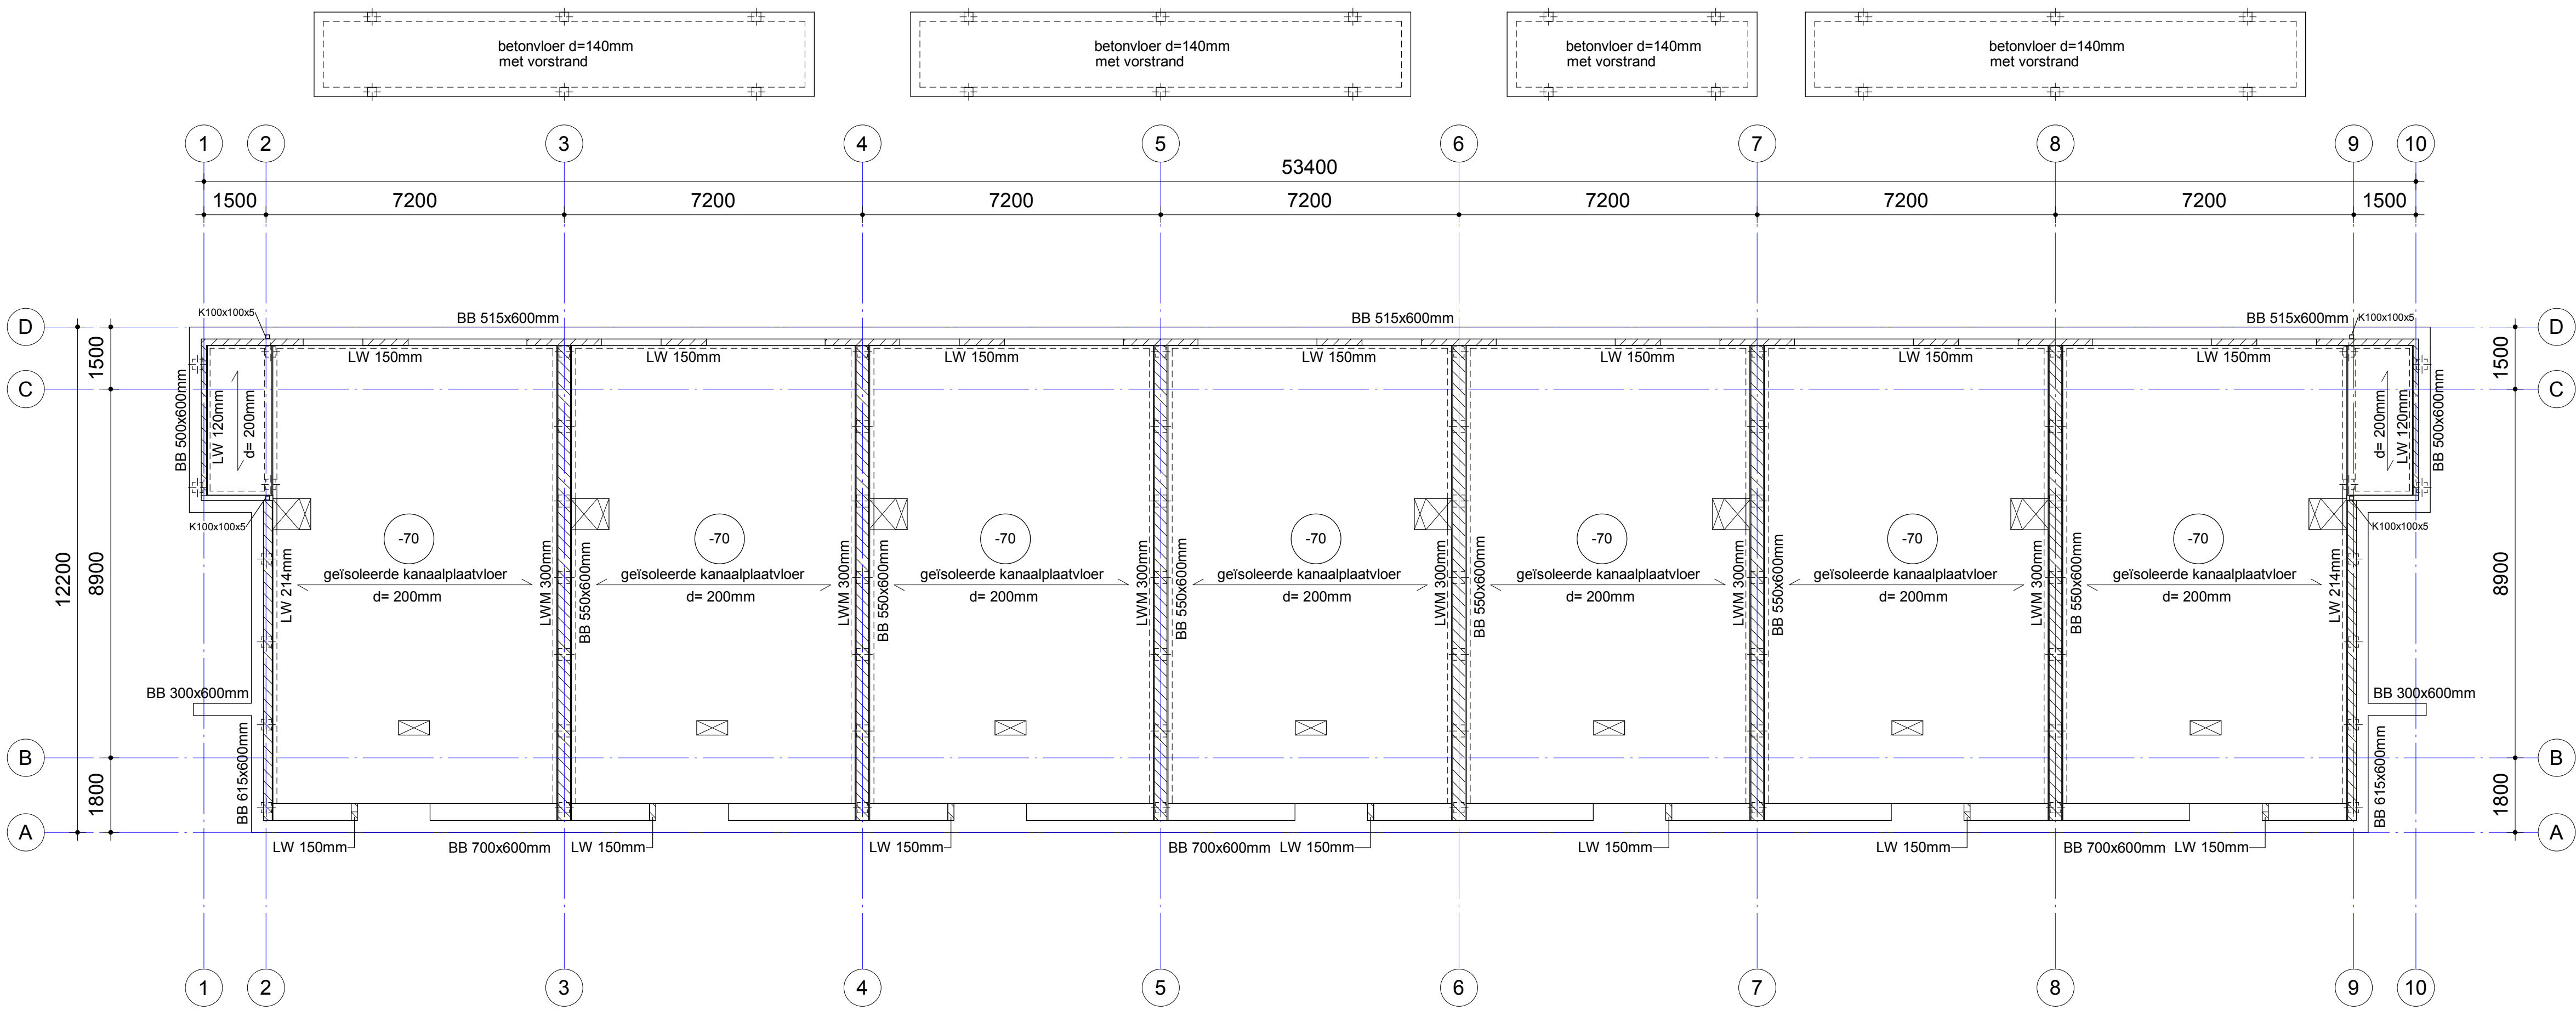 betonvloer d=140mm
met vorstrand
betonvloer d=140mm
met vorstrand
betonvloer d=140mm
met vorstrand
betonvloer d=140mm
met vorstrand
1 2 3 4 5 6 7 8 9 10
53400
1500 7200 7200 7200 7200 7200 7200 7200 1500
K100x100x5
BB 515x600mm
BB 515x600mm
BB 515x600mm
K100x100x5
D
D
LW 150mm
LW 150mm
LW 150mm
LW 150mm
LW 150mm
LW 150mm
LW 150mm
1500
1500
C
C
BB 500x600mm
LW 120mm
d= 200mm
d= 200mm
LW 120mm
BB 500x600mm
K100x100x5
K100x100x5
12200
8900
8900
-70
-70
-70
-70
-70
-70
-70
LW 214mm
geïsoleerde kanaalplaatvloer
d= 200mm
LWM 300mm
BB 550x600mm
geïsoleerde kanaalplaatvloer
d= 200mm
LWM 300mm
BB 550x600mm
geïsoleerde kanaalplaatvloer
d= 200mm
LWM 300mm
BB 550x600mm
geïsoleerde kanaalplaatvloer
d= 200mm
LWM 300mm
BB 550x600mm
geïsoleerde kanaalplaatvloer
d= 200mm
LWM 300mm
BB 550x600mm
geïsoleerde kanaalplaatvloer
d= 200mm
LWM 300mm
BB 550x600mm
geïsoleerde kanaalplaatvloer
d= 200mm
LW 214mm
BB 300x600mm
BB 300x600mm
BB 615x600mm
BB 615x600mm
B
B
1800
1800
A
A
LW 150mm
BB 700x600mm
LW 150mm
LW 150mm
BB 700x600mm
LW 150mm
LW 150mm
LW 150mm
BB 700x600mm
LW 150mm
1 2 3 4 5 6 7 8 9 10